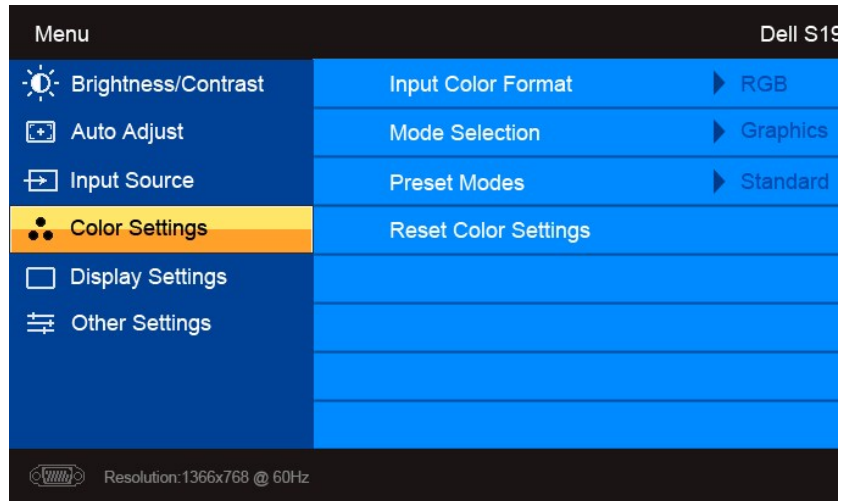 Menu
Dell S19
Brightness/Contrast
Auto Adjust
Input Source
Color Settings
Display Settings
Other Settings
Input Color Format RGB
Mode Selection Graphics
Preset Modes Standard
Reset Color Settings
Resolution:1366x768 @ 60Hz